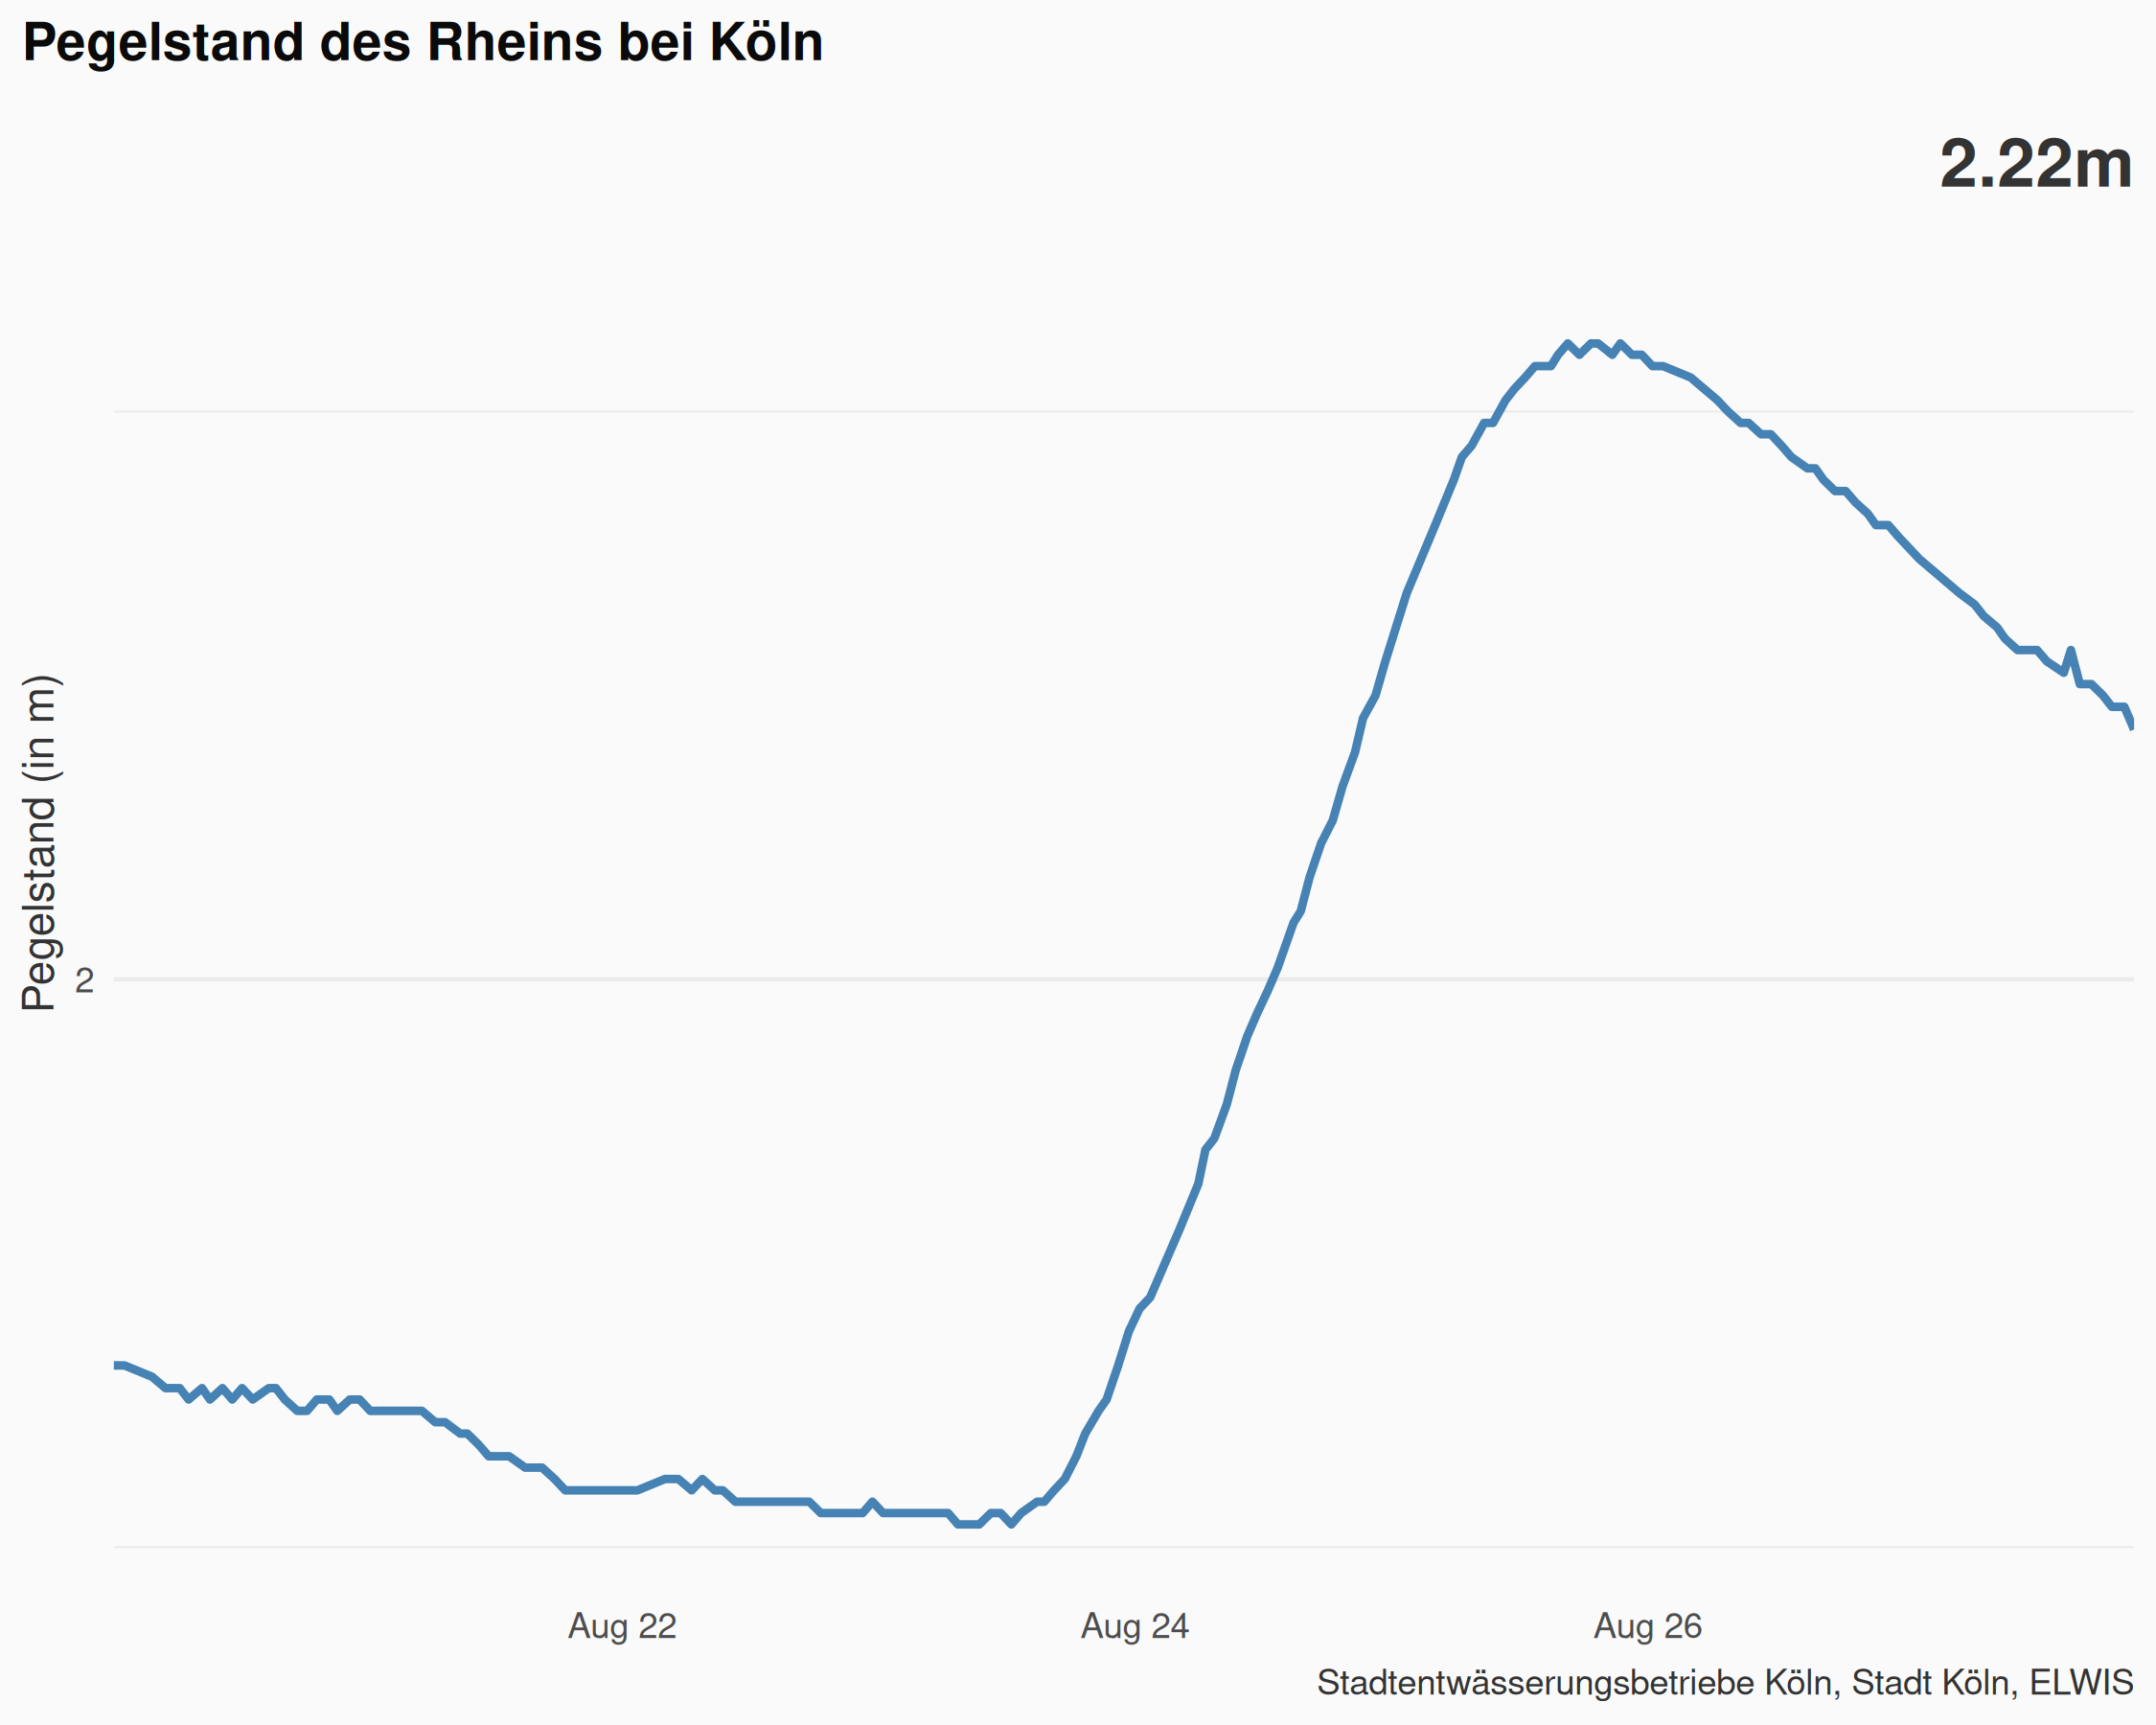 Pegelstand des Rheins bei Köln
2.22m
Pegelstand (in m)
2
Aug 22
Aug 24
Aug 26
Stadtentwässerungsbetriebe Köln, Stadt Köln, ELWIS